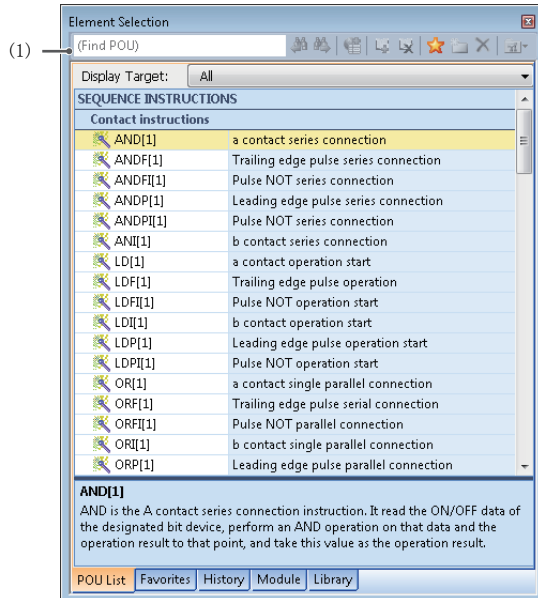 Element Selection
(1)
(Find POU)
Display Target: All
SEQUENCE INSTRUCTIONS
Contact instructions
AND[1] a contact series connection
ANDF[1] Trailing edge pulse series connection
ANDFI[1] Pulse NOT series connection
ANDP[1] Leading edge pulse series connection
ANDPI[1] Pulse NOT series connection
ANI[1] b contact series connection
LD[1] a contact operation start
LDF[1] Trailing edge pulse operation
LDFI[1] Pulse NOT operation start
LDI[1] b contact operation start
LDP[1] Leading edge pulse operation start
LDPI[1] Pulse NOT operation start
OR[1] a contact single parallel connection
ORF[1] Trailing edge pulse serial connection
ORFI[1] Pulse NOT parallel connection
ORI[1] b contact single parallel connection
ORP[1] Leading edge pulse parallel connection
AND[1]
AND is the A contact series connection instruction. It read the ON/OFF data of
the designated bit device, perform an AND operation on that data and the
operation result to that point, and take this value as the operation result.
POU List Favorites History Module Library